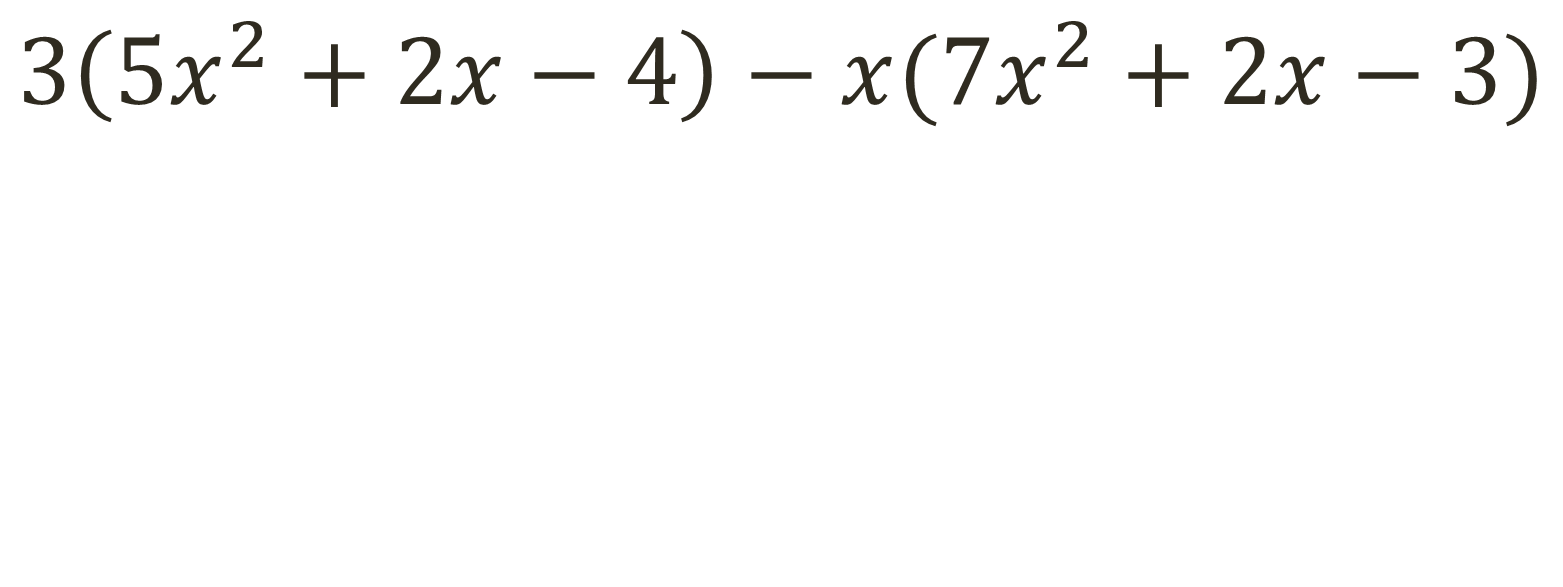 3(5x² + 2x − 4) − x(7x² + 2x − 3)